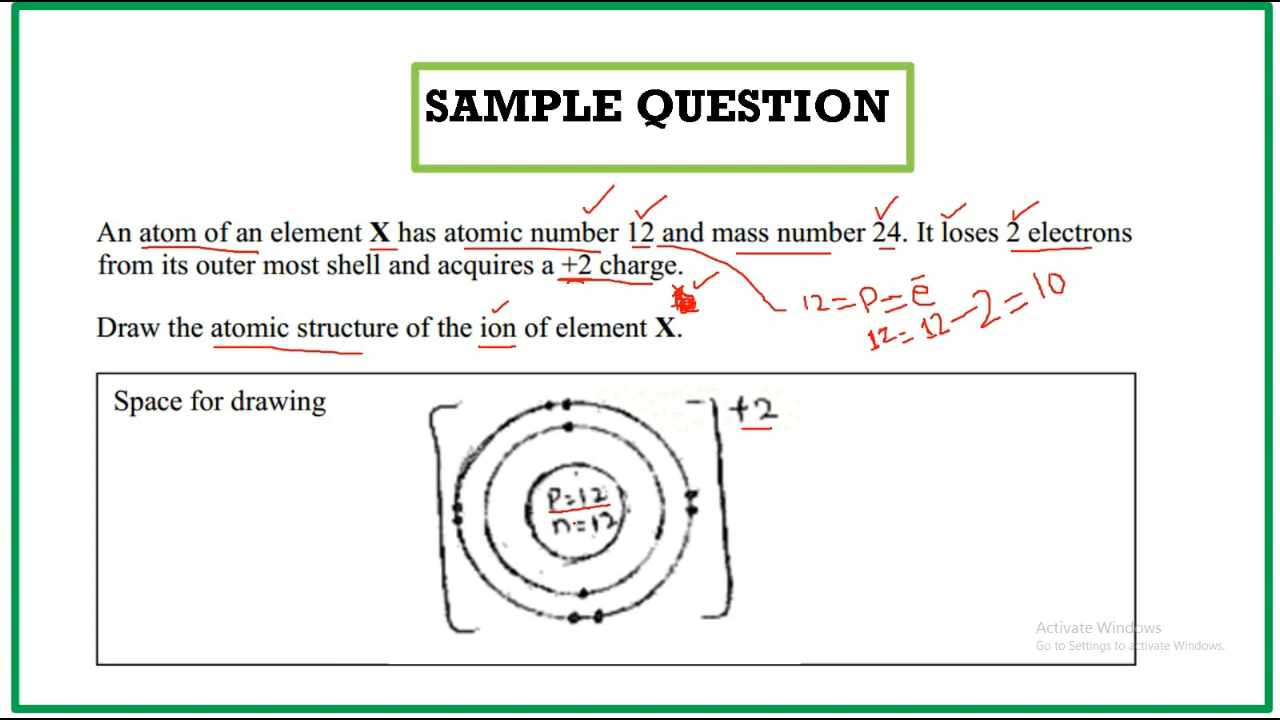 SAMPLE QUESTION
An atom of an element X has atomic number 12 and mass number 24. It loses 2 electrons
from its outer most shell and acquires a +2 charge.
12 = P = ē
12 = 12 - 2 = 10
Draw the atomic structure of the ion of element X.
Space for drawing
+2
P=12
n=12
Activate Windows
Go to Settings to activate Windows.